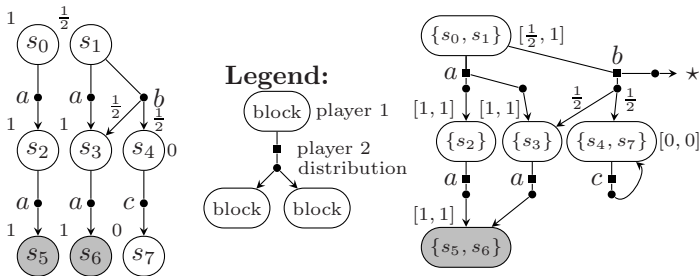 1 1/2
s0 s1
a a b
1/2 1/2
1 1
s2 s3 s4 0
a a c
1 1 0
s5 s6 s7
Legend:
block player 1
player 2
distribution
block block
{s0, s1} [1/2, 1]
a b
⋆
[1, 1] [1, 1] 1/2 1/2
{s2} {s3} {s4, s7} [0, 0]
a a c
[1, 1]
{s5, s6}